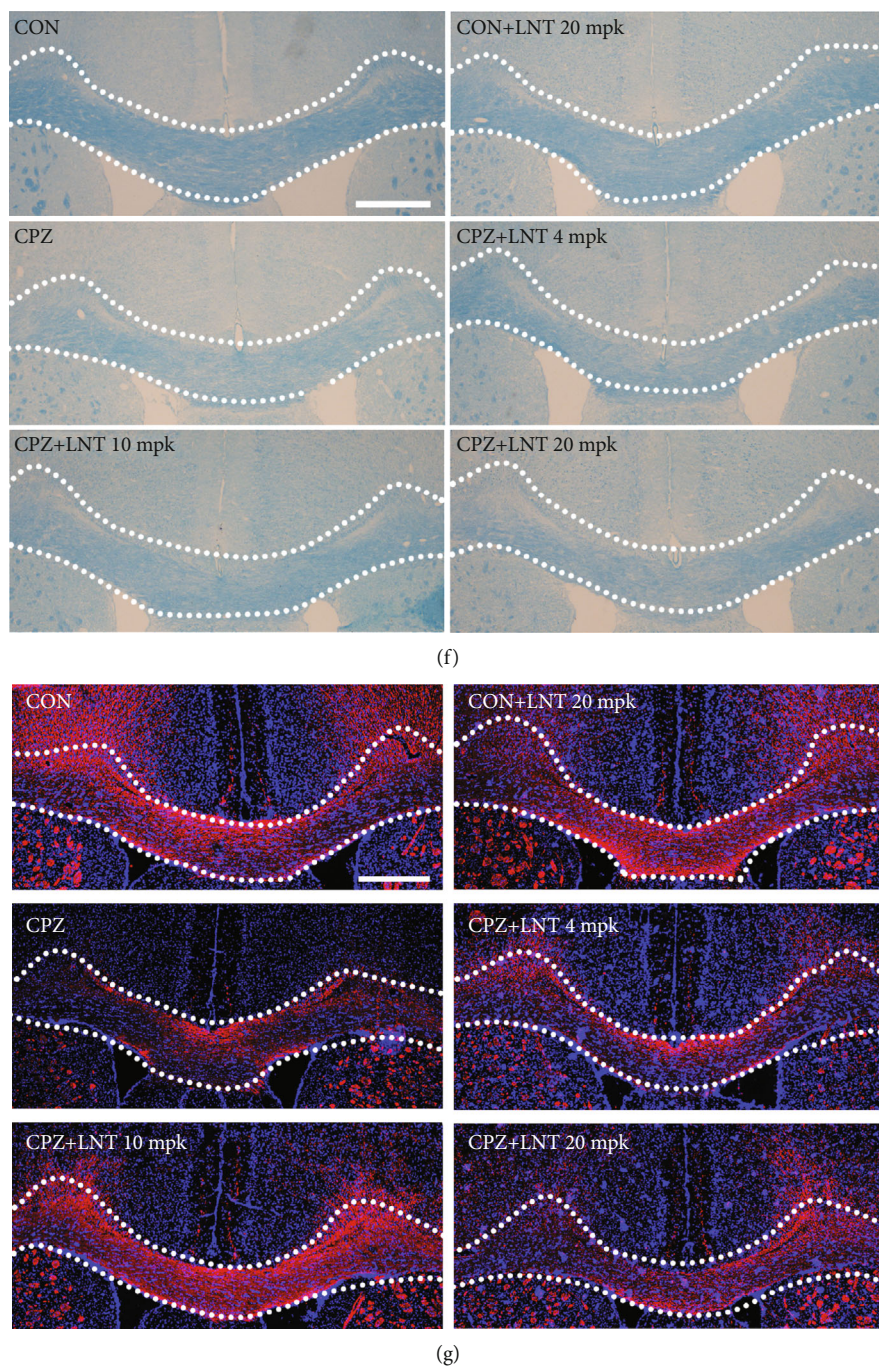 CON
CON+LNT 20 mpk
CPZ
CPZ+LNT 4 mpk
CPZ+LNT 10 mpk
CPZ+LNT 20 mpk
(f)
CON
CON+LNT 20 mpk
CPZ
CPZ+LNT 4 mpk
CPZ+LNT 10 mpk
CPZ+LNT 20 mpk
(g)